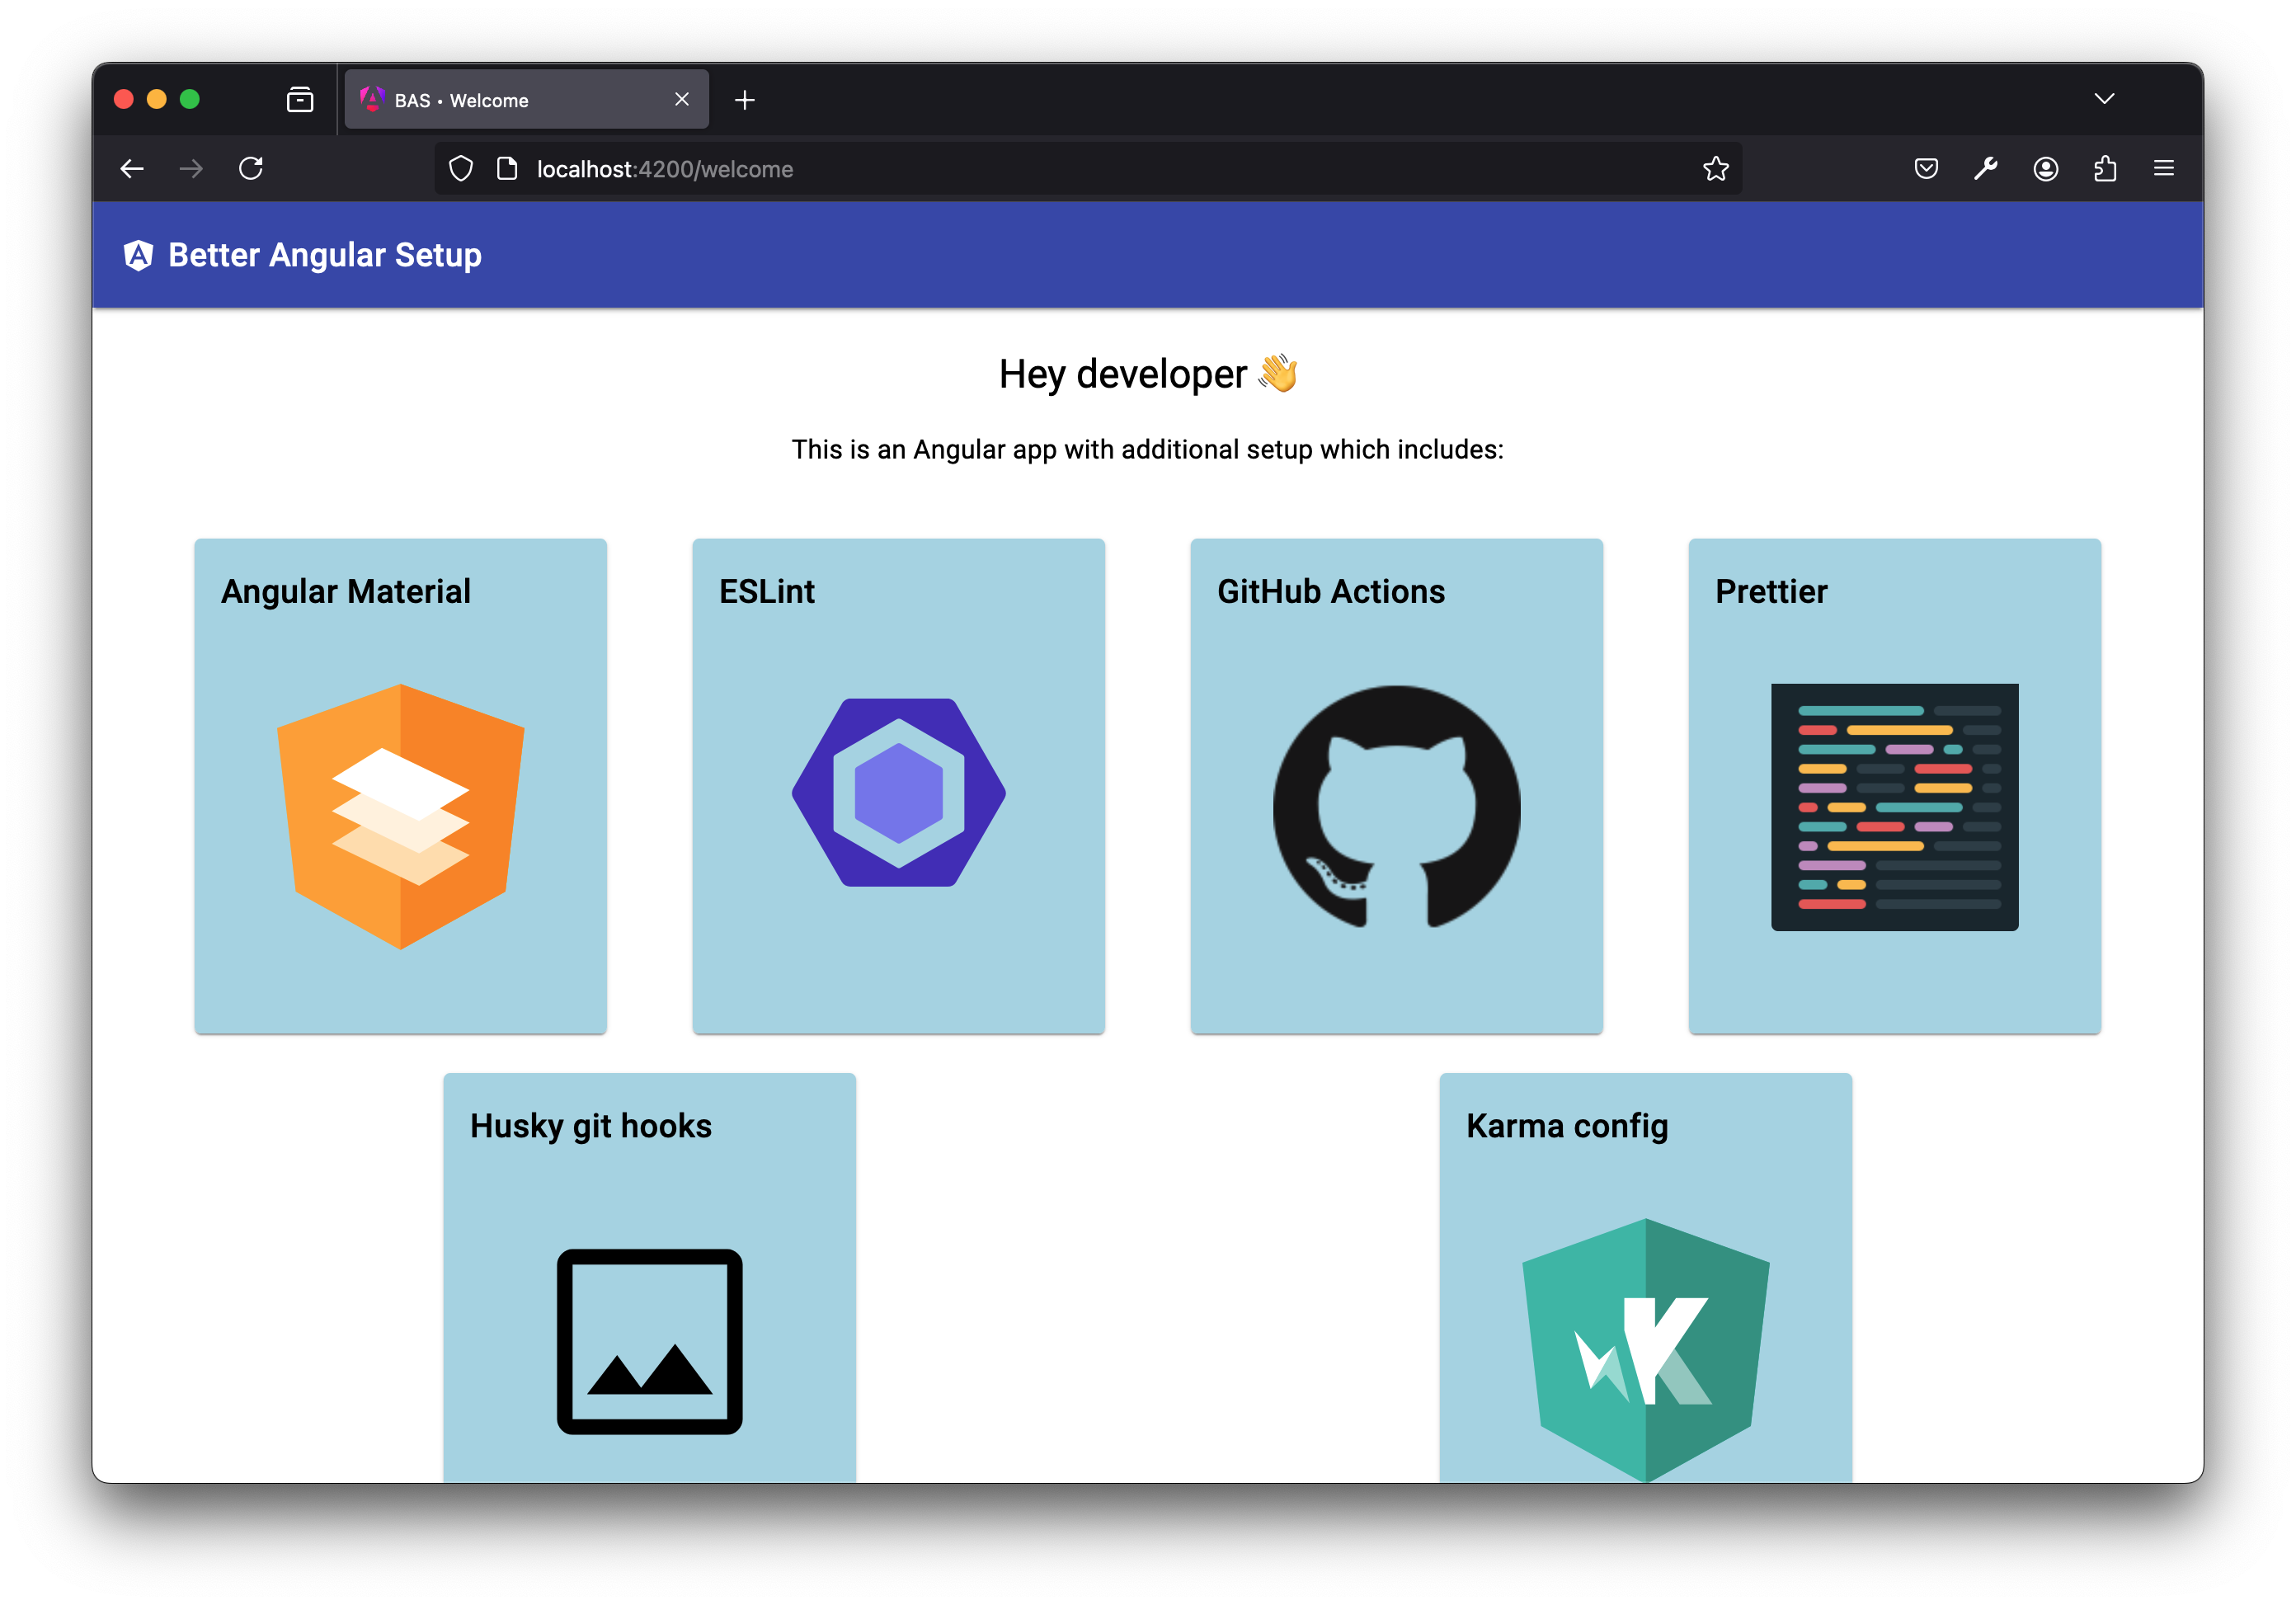 BAS • Welcome
localhost:4200/welcome
Better Angular Setup
Hey developer 👋
This is an Angular app with additional setup which includes:
Angular Material
ESLint
GitHub Actions
Prettier
Husky git hooks
Karma config